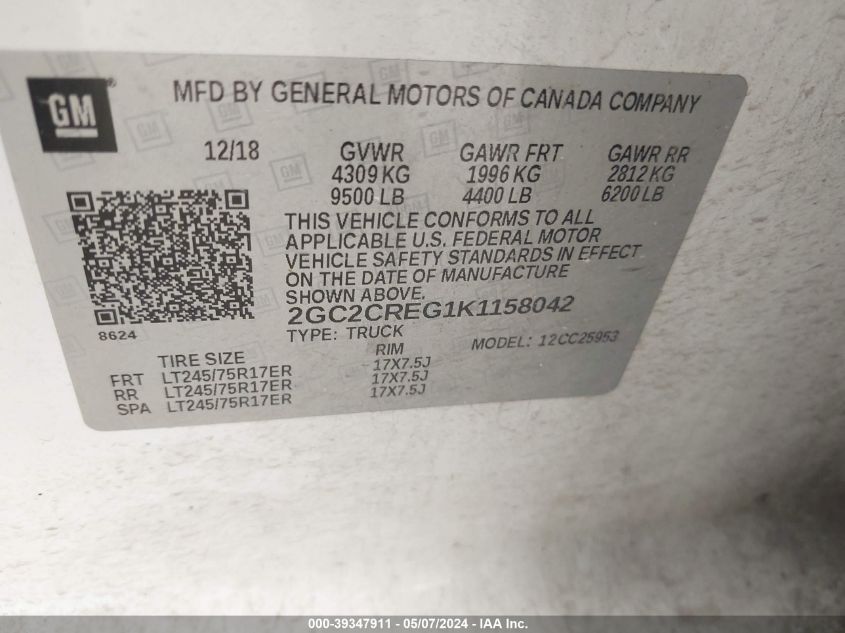 GM
MFD BY GENERAL MOTORS OF CANADA COMPANY
12/18 GVWR GAWR FRT GAWR RR
4309 KG 1996 KG 2812 KG
9500 LB 4400 LB 6200 LB
THIS VEHICLE CONFORMS TO ALL
APPLICABLE U.S. FEDERAL MOTOR
VEHICLE SAFETY STANDARDS IN EFFECT
ON THE DATE OF MANUFACTURE
SHOWN ABOVE.
2GC2CREG1K1158042
8624 TYPE: TRUCK MODEL: 12CC25953
TIRE SIZE RIM
FRT LT245/75R17ER 17X7.5J
RR LT245/75R17ER 17X7.5J
SPA LT245/75R17ER 17X7.5J
000-39347911 - 05/07/2024 - IAA Inc.